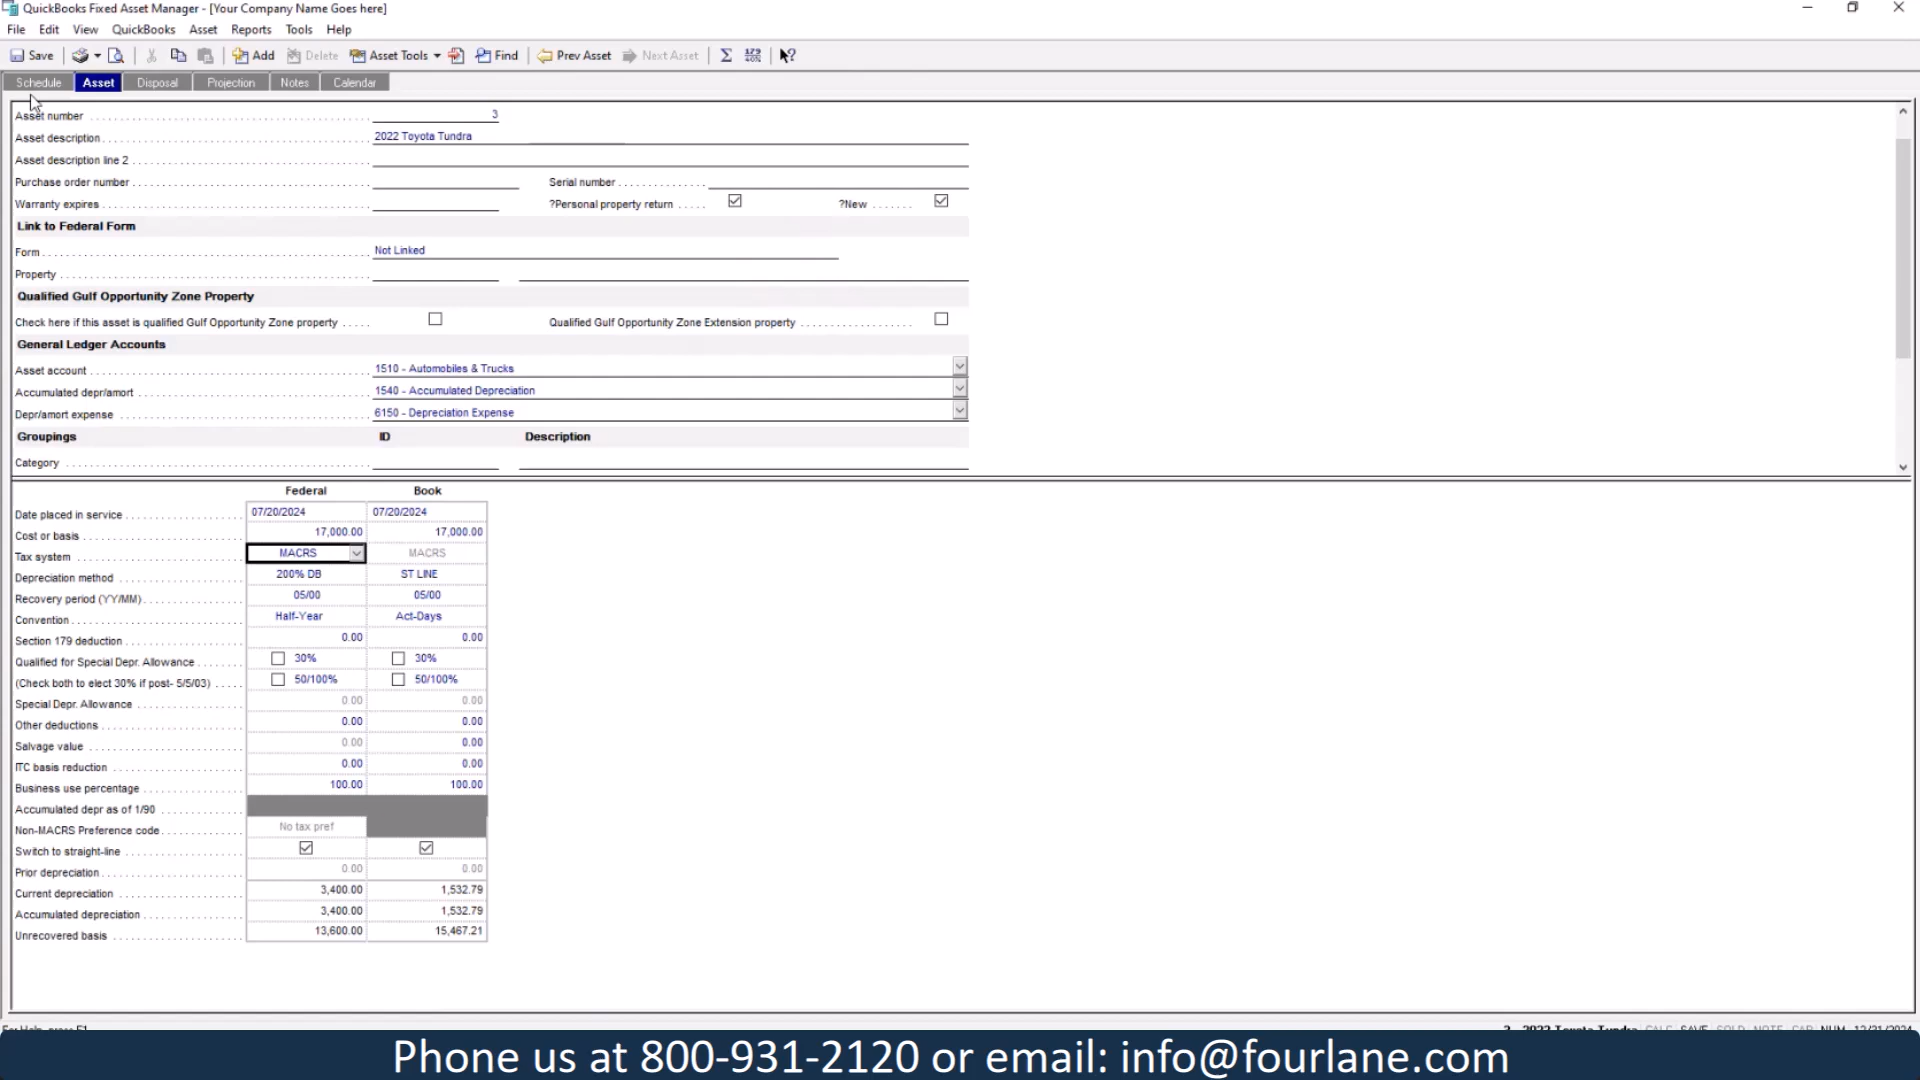 QuickBooks Fixed Asset Manager - [Your Company Name Goes here]
File Edit View QuickBooks Asset Reports Tools Help
Save Add Delete Asset Tools Find Prev Asset Next Asset
Schedule Asset Disposal Projection Notes Calendar
Asset number 3
Asset description 2022 Toyota Tundra
Asset description line 2
Purchase order number Serial number
Warranty expires ?Personal property return ?New
Link to Federal Form
Form Not Linked
Property
Qualified Gulf Opportunity Zone Property
Check here if this asset is qualified Gulf Opportunity Zone property Qualified Gulf Opportunity Zone Extension property
General Ledger Accounts
Asset account 1510 - Automobiles & Trucks
Accumulated depr/amort 1540 - Accumulated Depreciation
Depr/amort expense 6150 - Depreciation Expense
Groupings ID Description
Category
Federal Book
Date placed in service 07/20/2024 07/20/2024
Cost or basis 17,000.00 17,000.00
Tax system MACRS MACRS
Depreciation method 200% DB ST LINE
Recovery period (YY/MM) 05/00 05/00
Convention Half-Year Act-Days
Section 179 deduction 0.00 0.00
Qualified for Special Depr. Allowance 30% 30%
(Check both to elect 30% if post- 5/5/03) 50/100% 50/100%
Special Depr. Allowance 0.00 0.00
Other deductions 0.00 0.00
Salvage value 0.00 0.00
ITC basis reduction 0.00 0.00
Business use percentage 100.00 100.00
Accumulated depr as of 1/90
Non-MACRS Preference code No tax pref
Switch to straight-line
Prior depreciation 0.00 0.00
Current depreciation 3,400.00 1,532.79
Accumulated depreciation 3,400.00 1,532.79
Unrecovered basis 13,600.00 15,467.21
Phone us at 800-931-2120 or email: info@fourlane.com